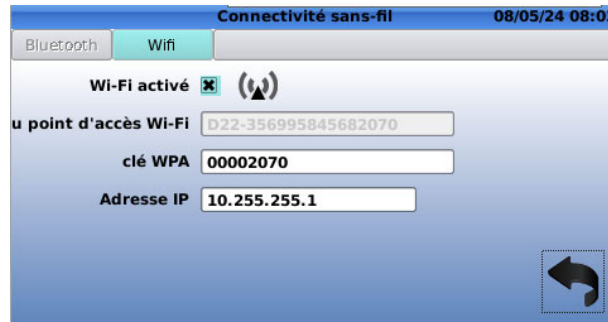 Connectivité sans-fil 08/05/24 08:0
Bluetooth Wifi
Wi-Fi activé
u point d'accès Wi-Fi D22-356995845682070
clé WPA 00002070
Adresse IP 10.255.255.1